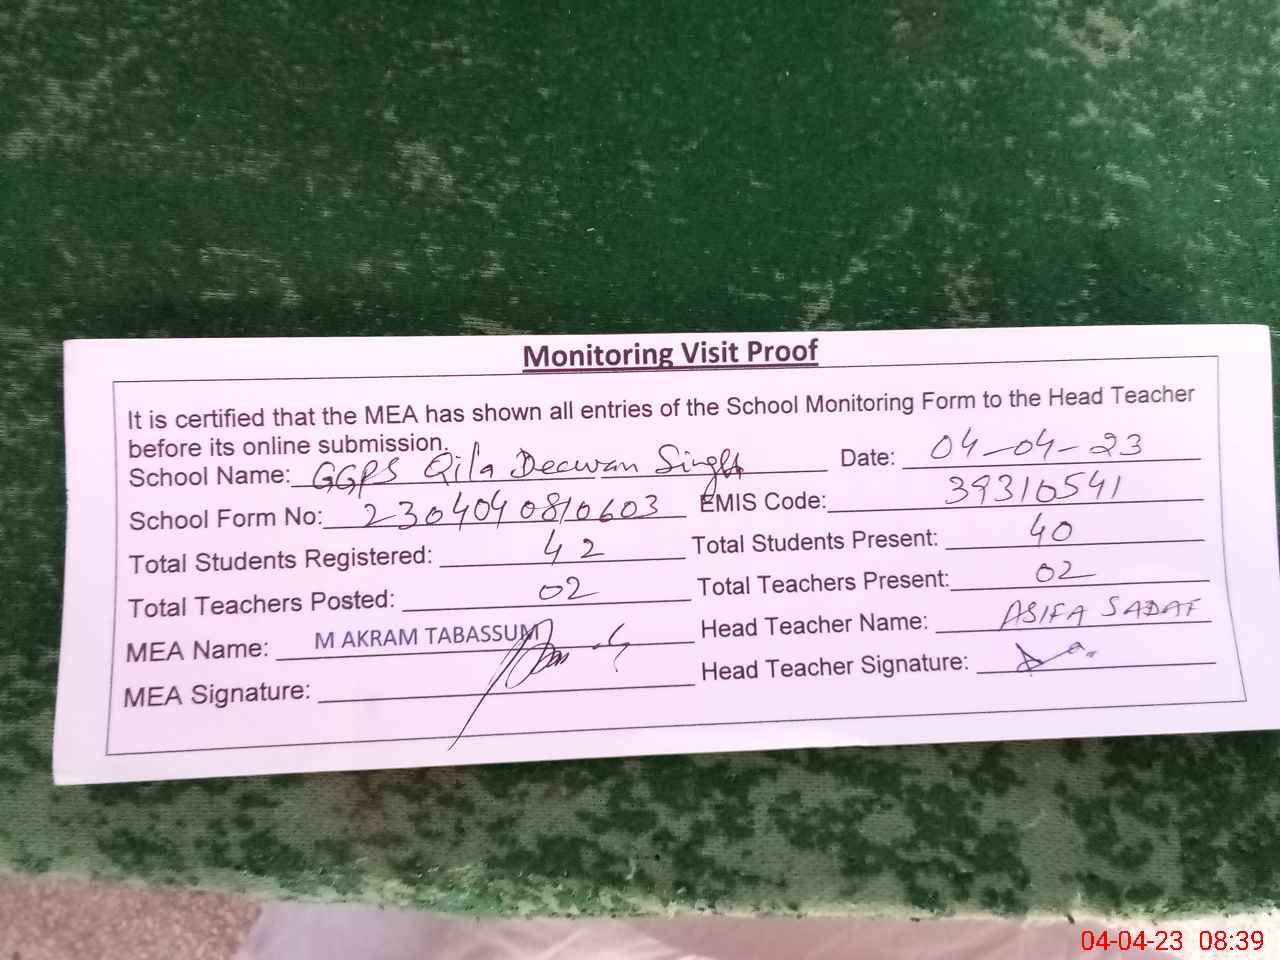 Monitoring Visit Proof
It is certified that the MEA has shown all entries of the School Monitoring Form to the Head Teacher
before its online submission.
School Name: GGPS Qila Deewan Singh Date: 04-04-23
School Form No: 2304040810603 EMIS Code: 39310541
Total Students Registered: 42 Total Students Present: 40
Total Teachers Posted: 02 Total Teachers Present: 02
MEA Name: M AKRAM TABASSUM Head Teacher Name: ASIFA SADAF
MEA Signature: Head Teacher Signature:
04-04-23 08:39